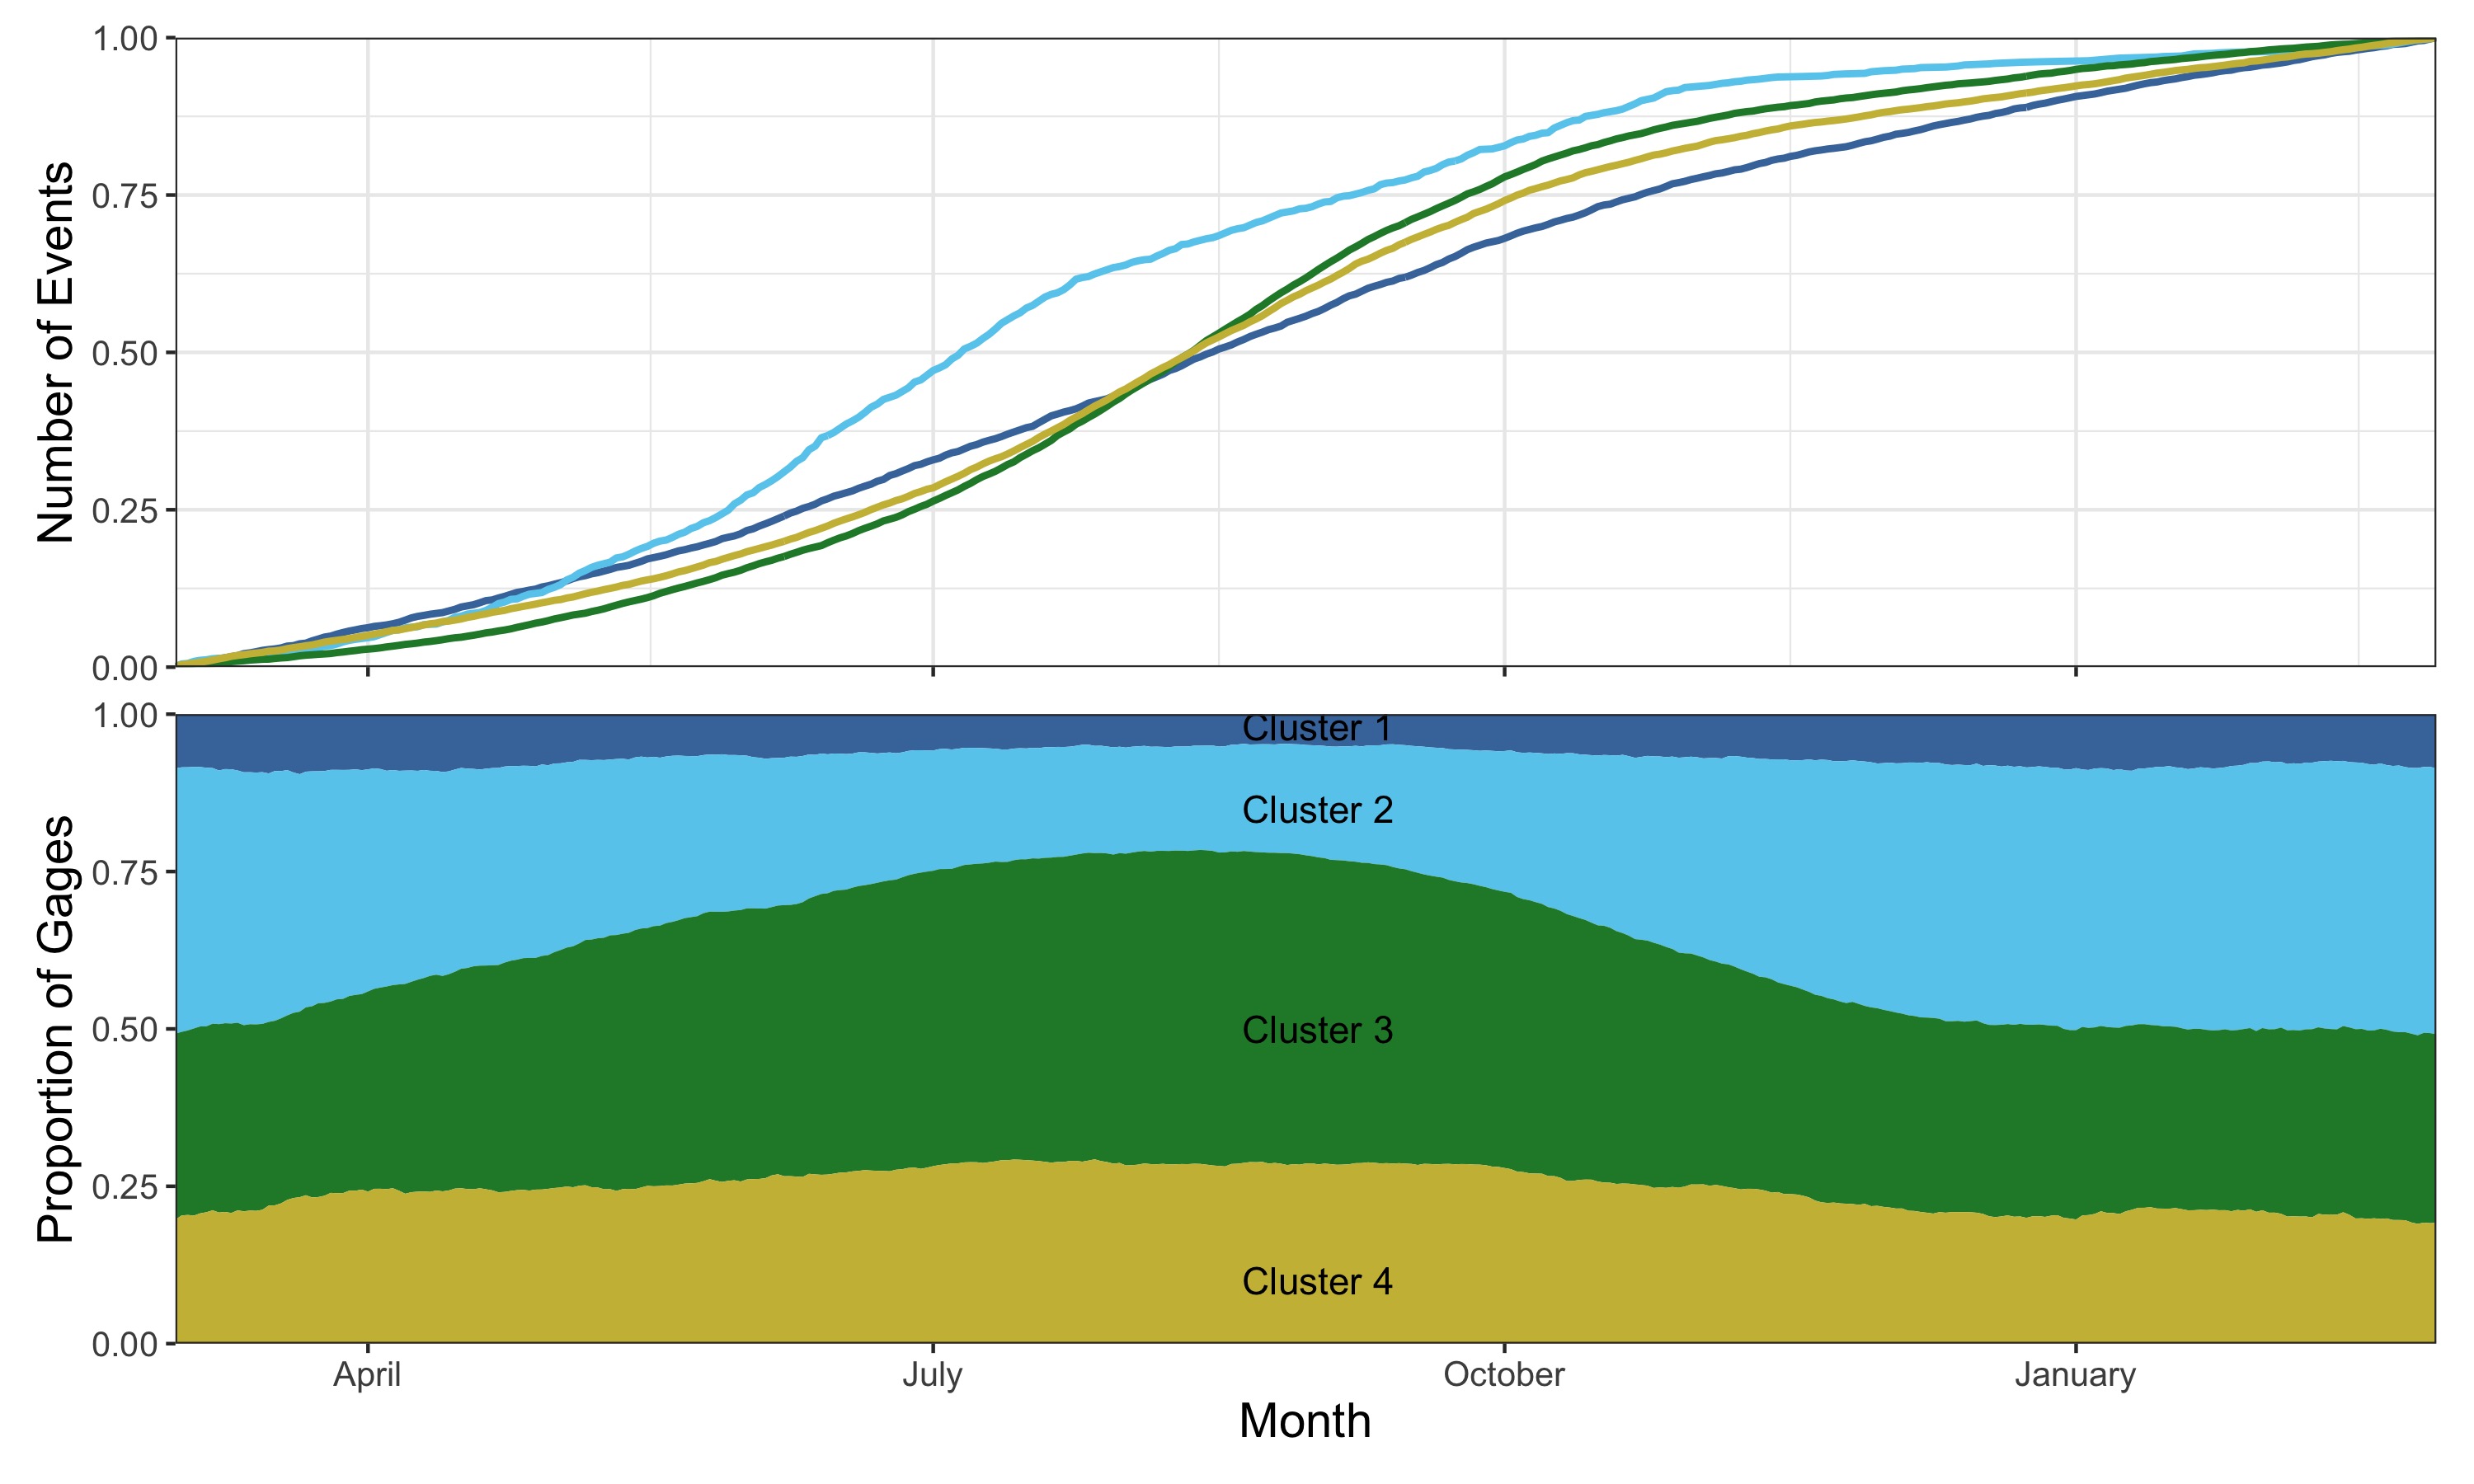 Number of Events
1.00
0.75
0.50
0.25
0.00
Proportion of Gages
1.00
0.75
0.50
0.25
0.00
Cluster 1
Cluster 2
Cluster 3
Cluster 4
April July October January
Month